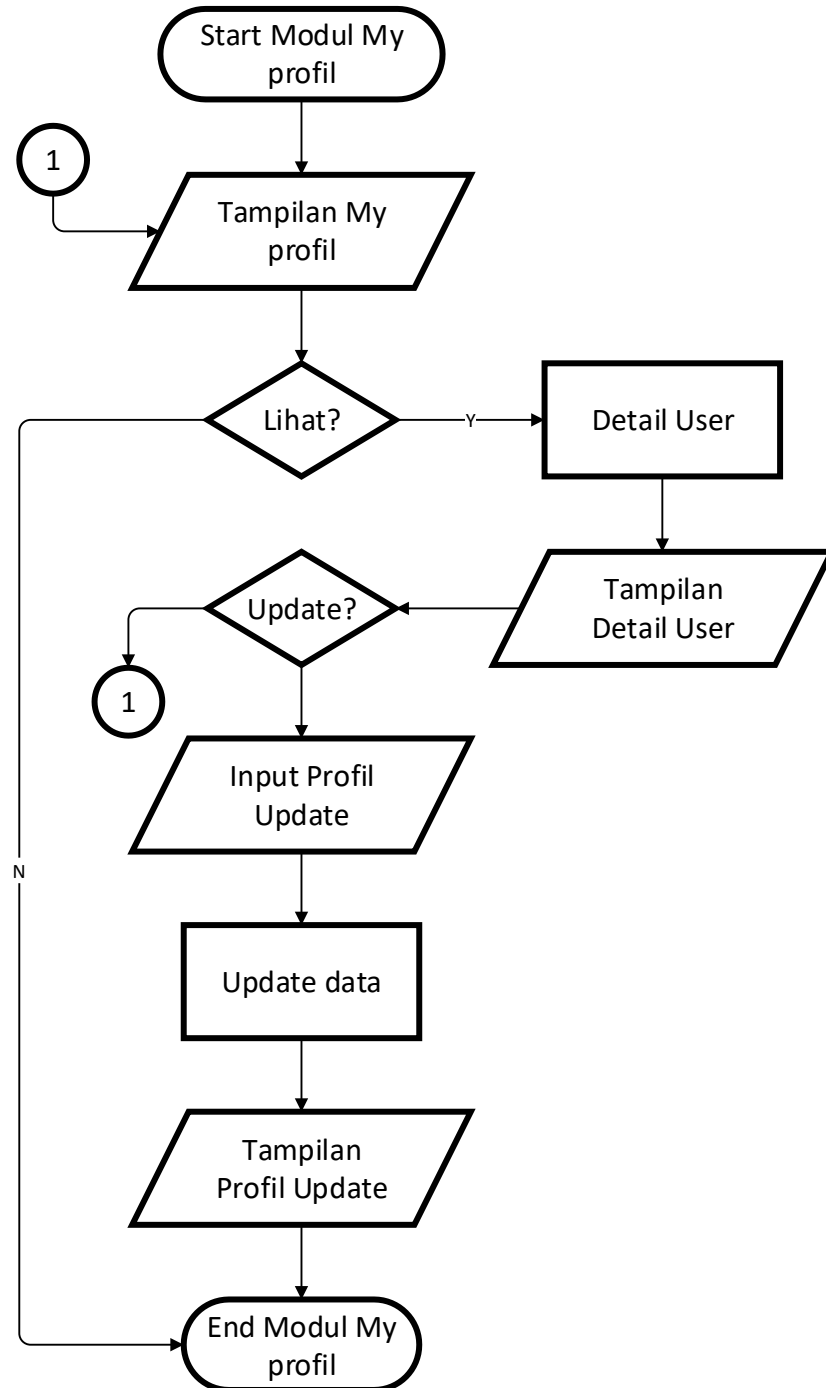 Start Modul My
profil
1
Tampilan My
profil
Lihat?
Y
Detail User
Tampilan
Detail User
Update?
1
Input Profil
Update
N
Update data
Tampilan
Profil Update
End Modul My
profil